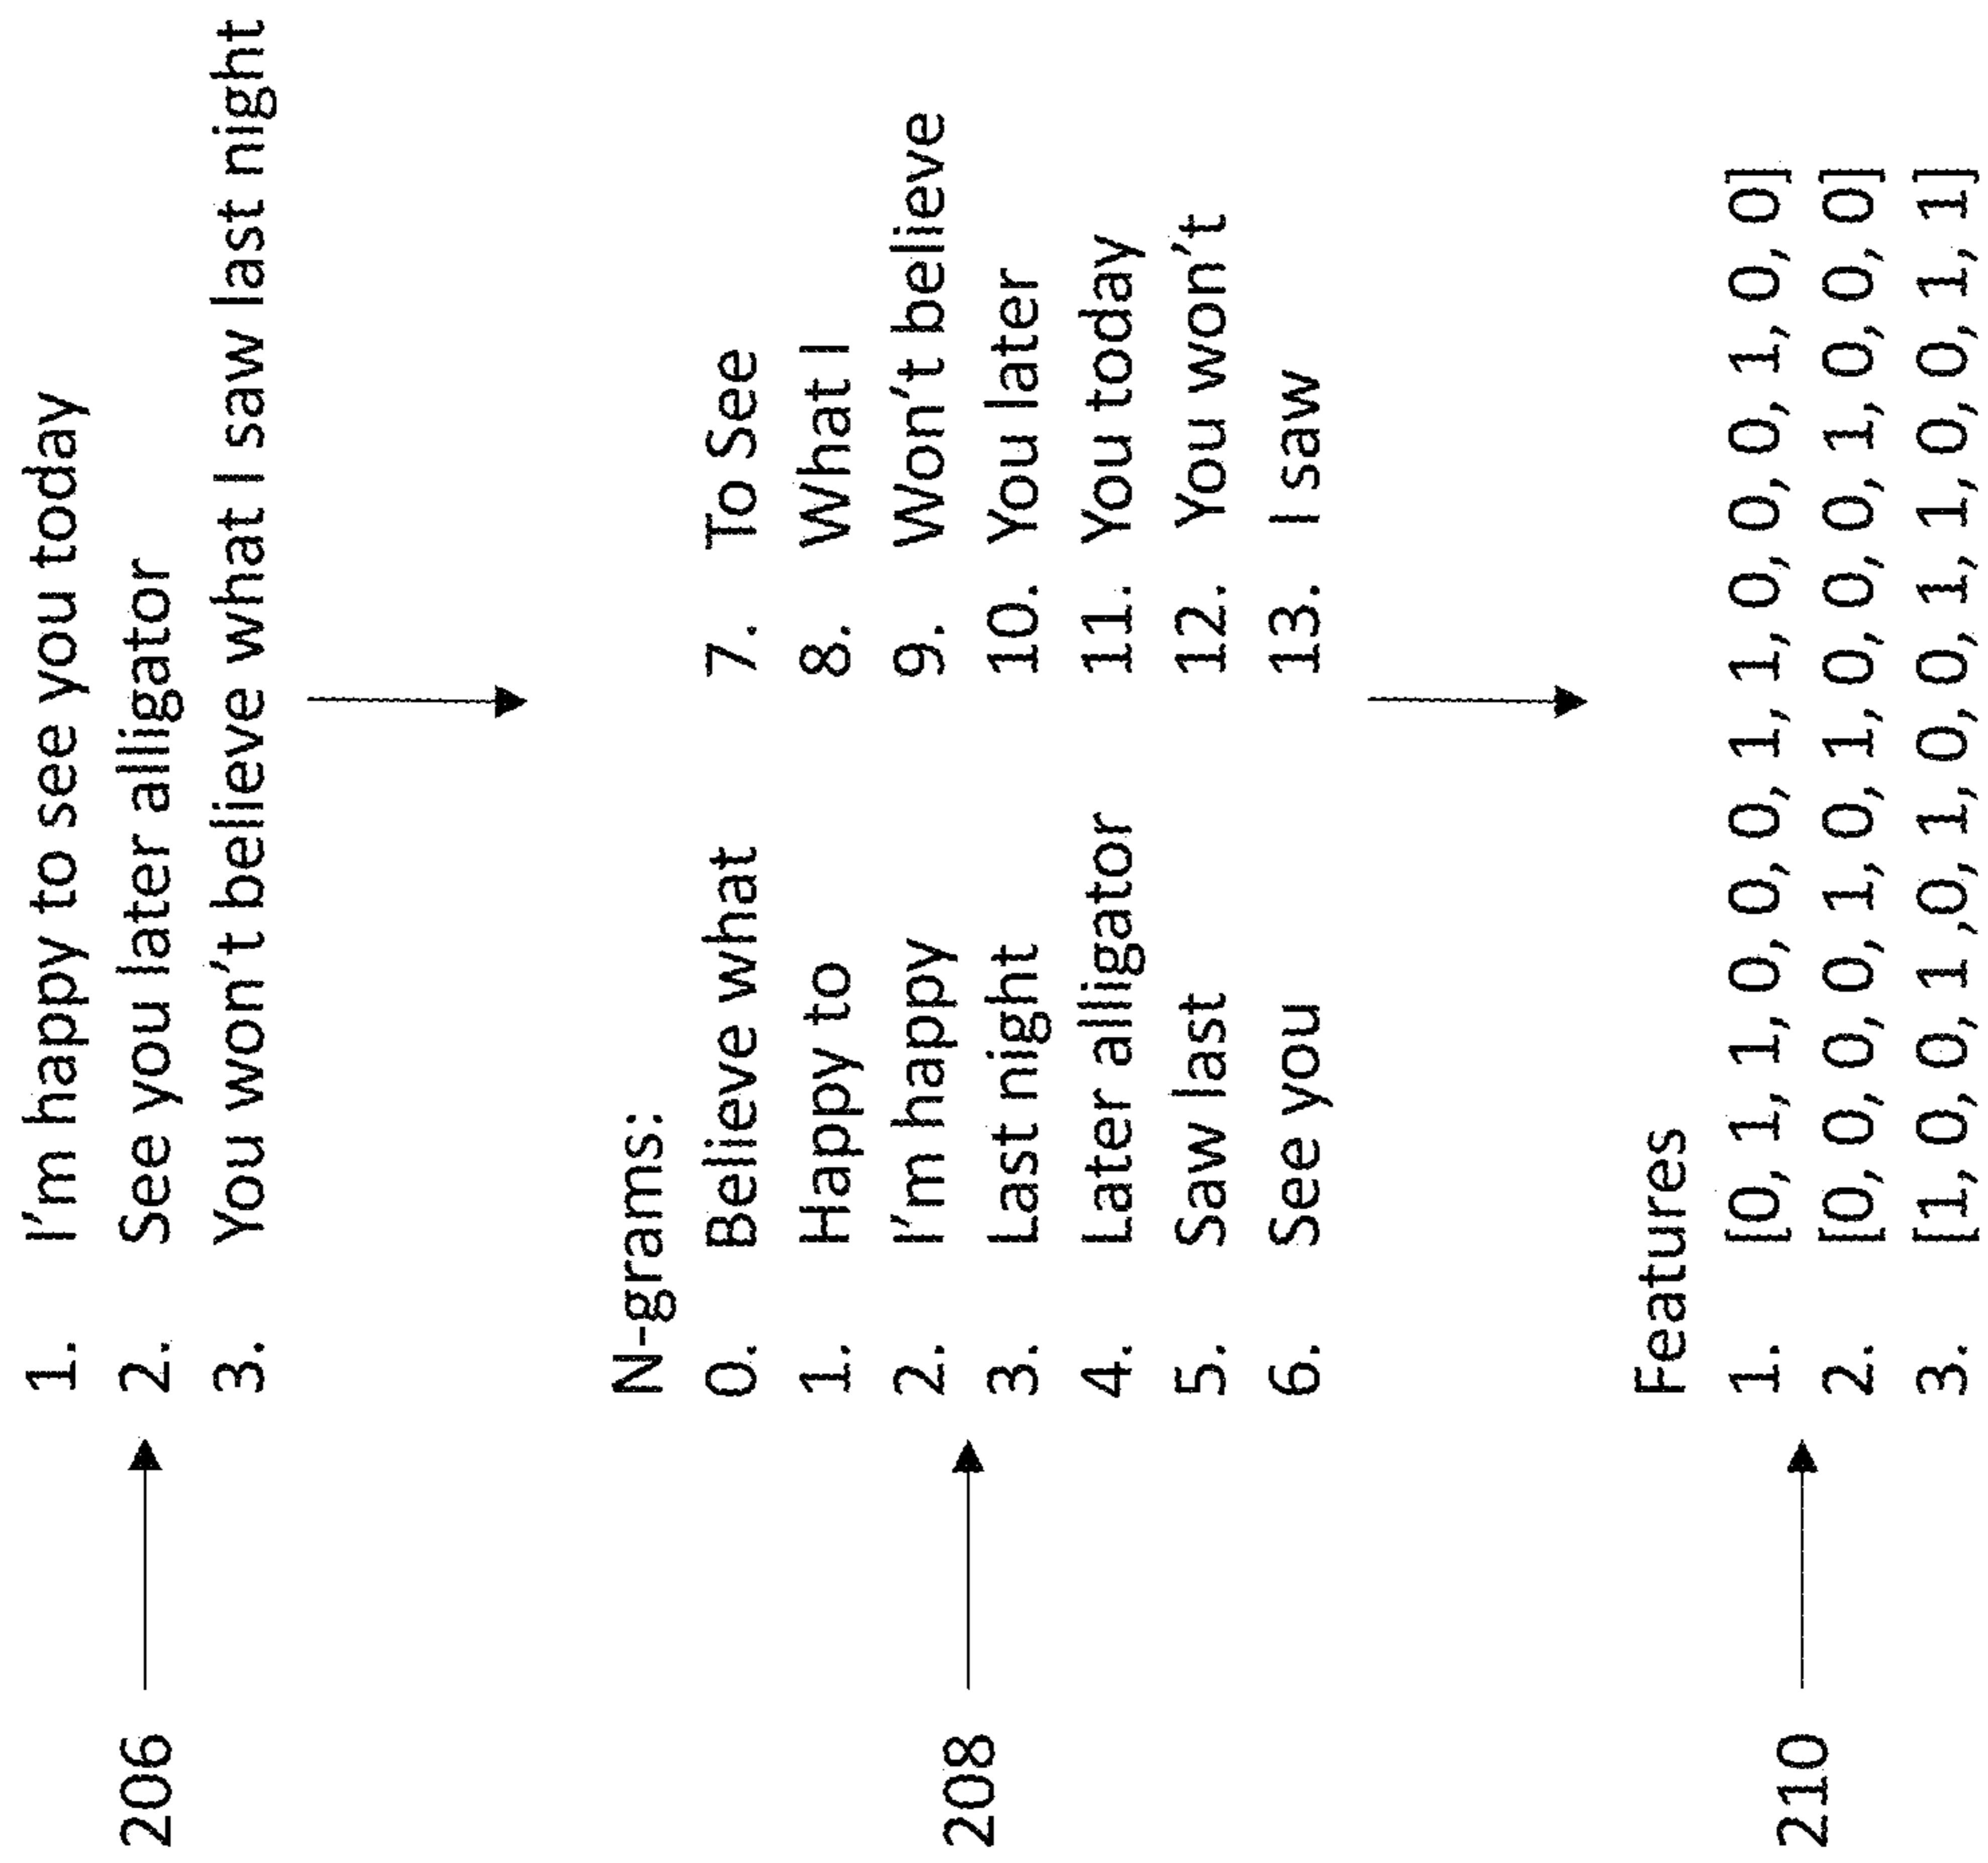 1. I'm happy to see you today
2. See you later alligator
3. You won't believe what I saw last night
206
N-grams:
0. Believe what
1. Happy to
2. I'm happy
3. Last night
4. Later alligator
5. Saw last
6. See you
7. To See
8. What I
9. Won't believe
10. You later
11. You today
12. You won't
13. I saw
208
Features
1. [0, 1, 1, 0, 0, 0, 1, 1, 0, 0, 0, 1, 0, 0]
2. [0, 0, 0, 0, 1, 0, 1, 0, 0, 0, 1, 0, 0, 0]
3. [1, 0, 0, 1 ,0, 1, 0, 0, 1, 1, 0, 0, 1, 1]
210